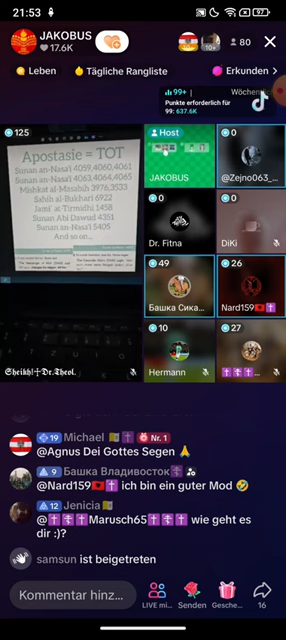 21:53
97
JAKOBUS
17.6K
10+
80
Leben
Tägliche Rangliste
Erkunden >
99+
Wöchen
Punkte erforderlich für
99: 637.6K
125
Apostasie = TOT
Sunan an-Nasa'i 4059,4060,4061
Sunan an-Nasa'i 4063,4064,4065
Mishkat al-Masabih 3976,3533
Sahih al-Bukhari 6922
Jami` at-Tirmidhi 1458
Sunan Abi Dawud 4351
Sunan an-Nasa'i 5405
And so on...
Sheikh!☥Dr.Theol.
Host
JAKOBUS
0
@Zejno063_
0
Dr. Fitna
0
DiKi
49
Башка Сика...
26
Nard159🇦🇱✝️
10
Hermann
27
✝️☦️✝️...
19 Michael Nr. 1
@Agnus Dei Gottes Segen 🙏
9 Башка Владивосток☦️
@Nard159🇦🇱✝️ ich bin ein guter Mod 🤣
12 Jenicia
@✝️☦️✝️Marusch65✝️☦️✝️ wie geht es
dir :)?
samsun ist beigetreten
Kommentar hinz...
LIVE mi...
Senden
Gesche...
16